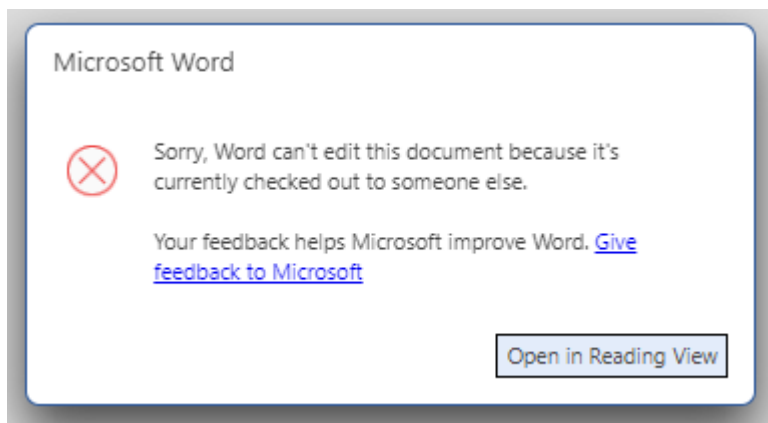 Microsoft Word
Sorry, Word can't edit this document because it's
currently checked out to someone else.
Your feedback helps Microsoft improve Word. Give
feedback to Microsoft
Open in Reading View